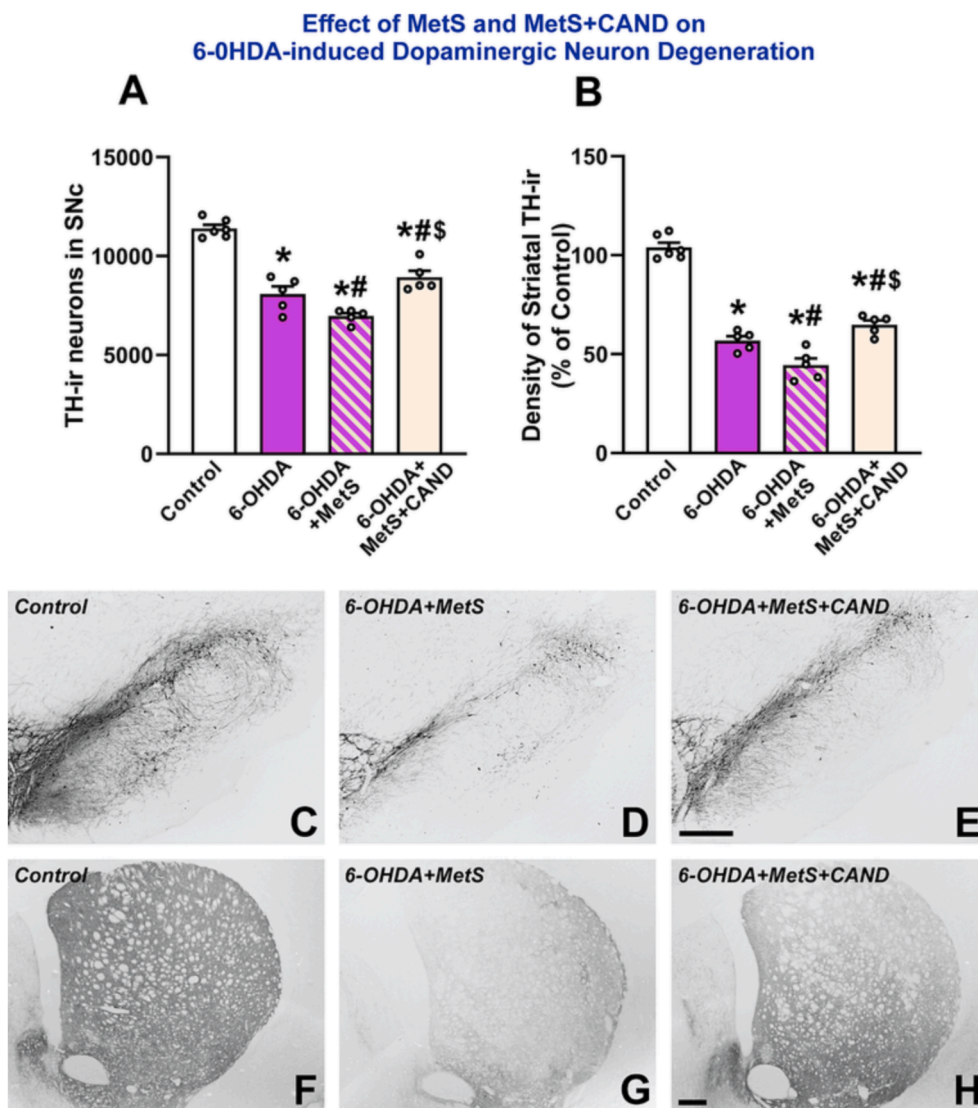 Effect of MetS and MetS+CAND on
6-0HDA-induced Dopaminergic Neuron Degeneration
A
B
TH-ir neurons in SNc
15000
10000
5000
0
*
*#
*#$
Control
6-OHDA
6-OHDA
+MetS
6-OHDA+
MetS+CAND
Density of Striatal TH-ir
(% of Control)
150
100
50
0
*
*#
*#$
Control
6-OHDA
6-OHDA
+MetS
6-OHDA+
MetS+CAND
Control
C
6-OHDA+MetS
D
6-OHDA+MetS+CAND
E
Control
F
6-OHDA+MetS
G
6-OHDA+MetS+CAND
H